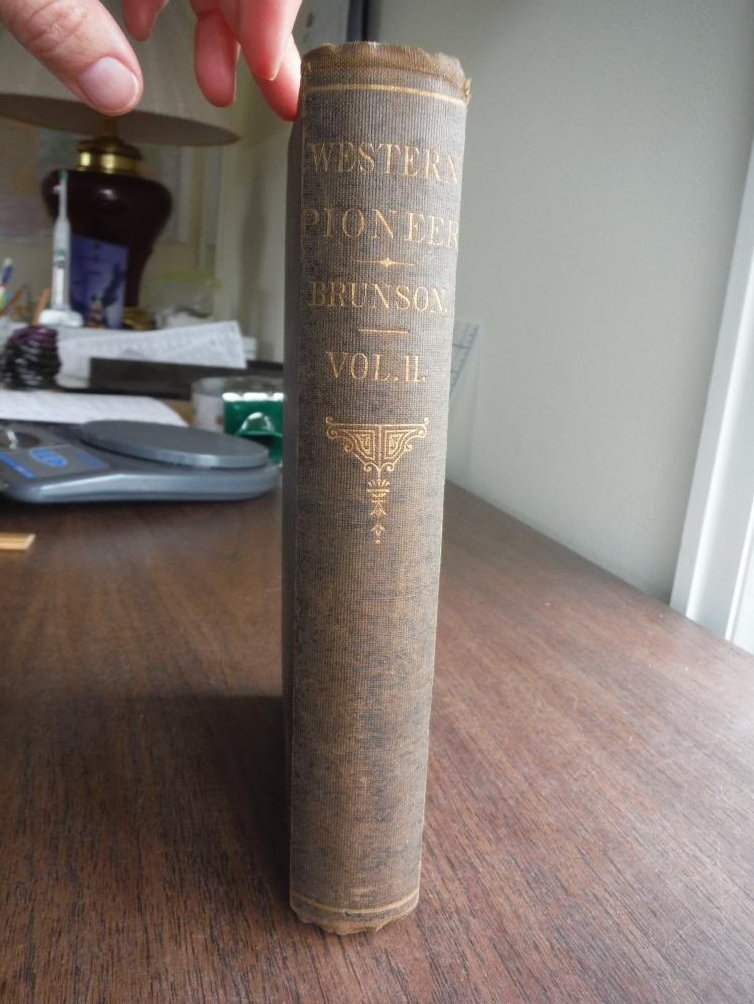 WESTERN
PIONEER
BRUNSON.
VOL. II.